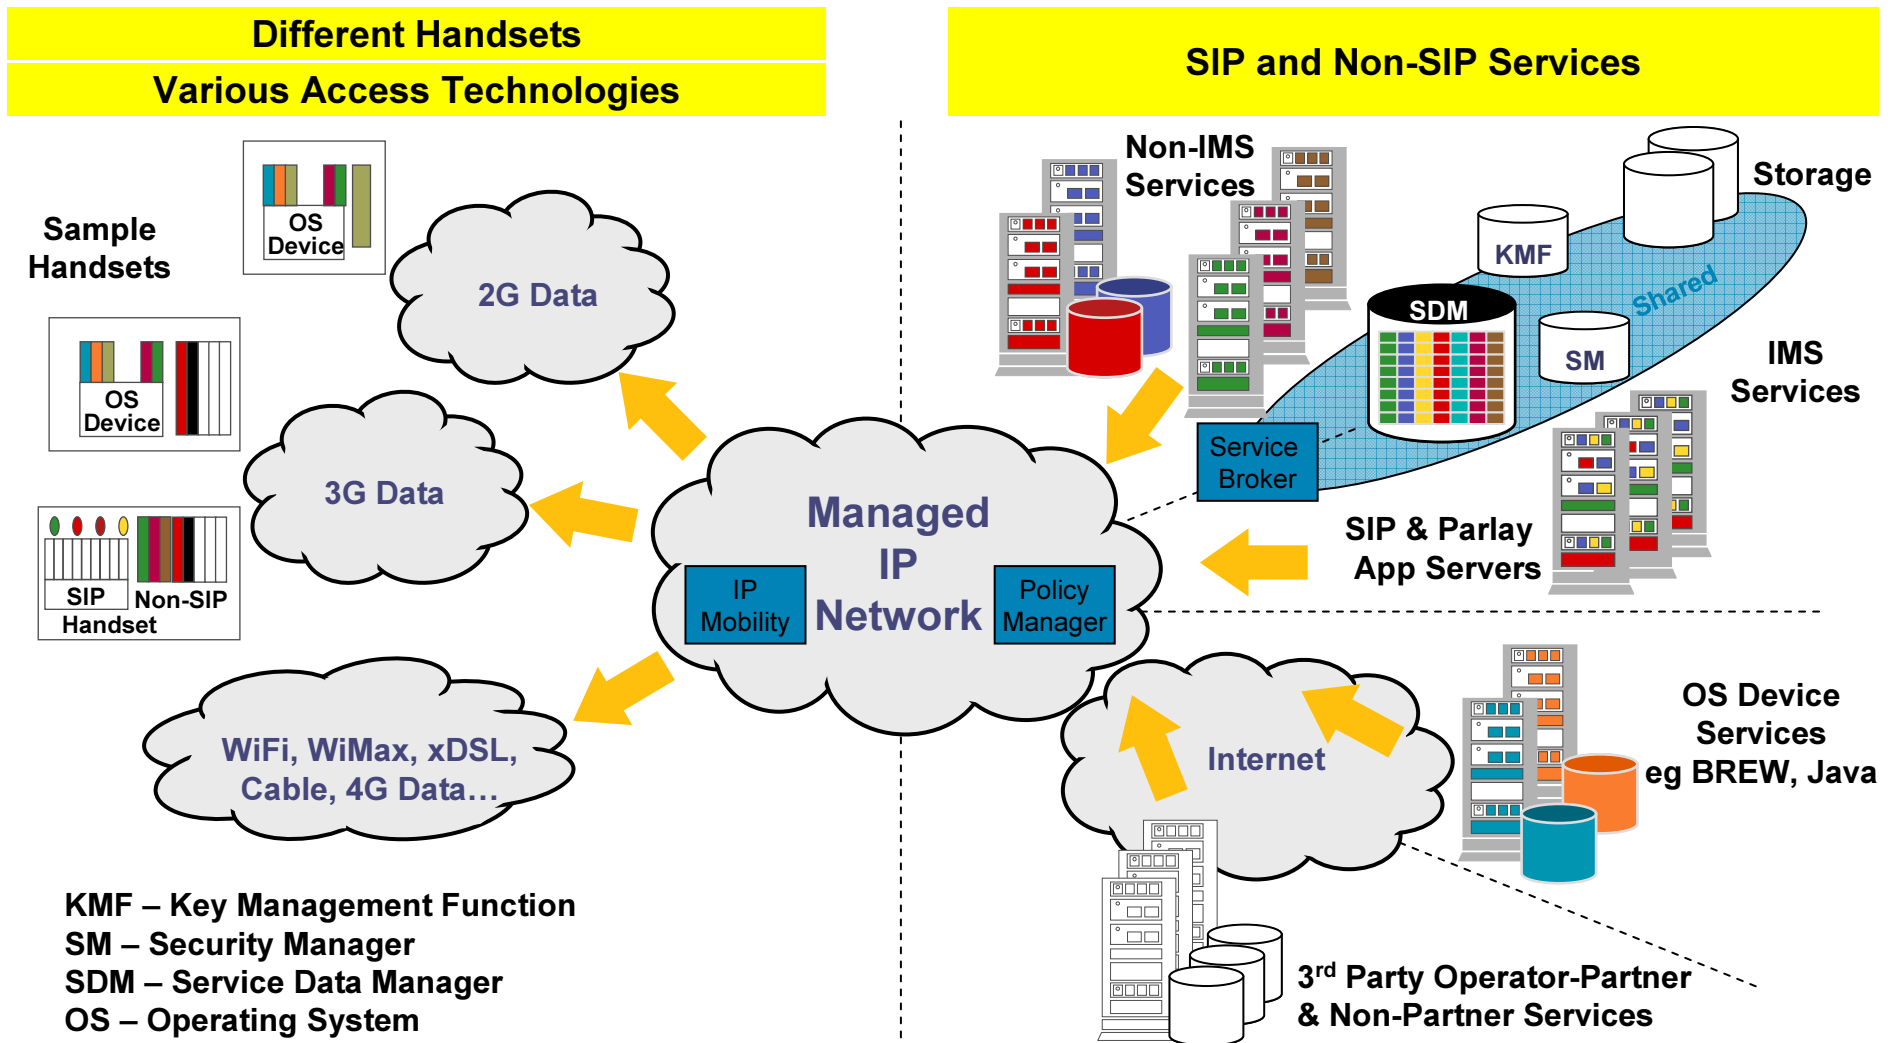 Different Handsets
Various Access Technologies
SIP and Non-SIP Services
Sample
Handsets
OS
Device
OS
Device
SIP
Non-SIP
Handset
2G Data
3G Data
WiFi, WiMax, xDSL,
Cable, 4G Data…
Managed
IP
Network
IP
Mobility
Policy
Manager
Non-IMS
Services
Storage
KMF
Shared
SDM
SM
IMS
Services
Service
Broker
SIP & Parlay
App Servers
Internet
OS Device
Services
eg BREW, Java
3rd Party Operator-Partner
& Non-Partner Services
KMF – Key Management Function
SM – Security Manager
SDM – Service Data Manager
OS – Operating System